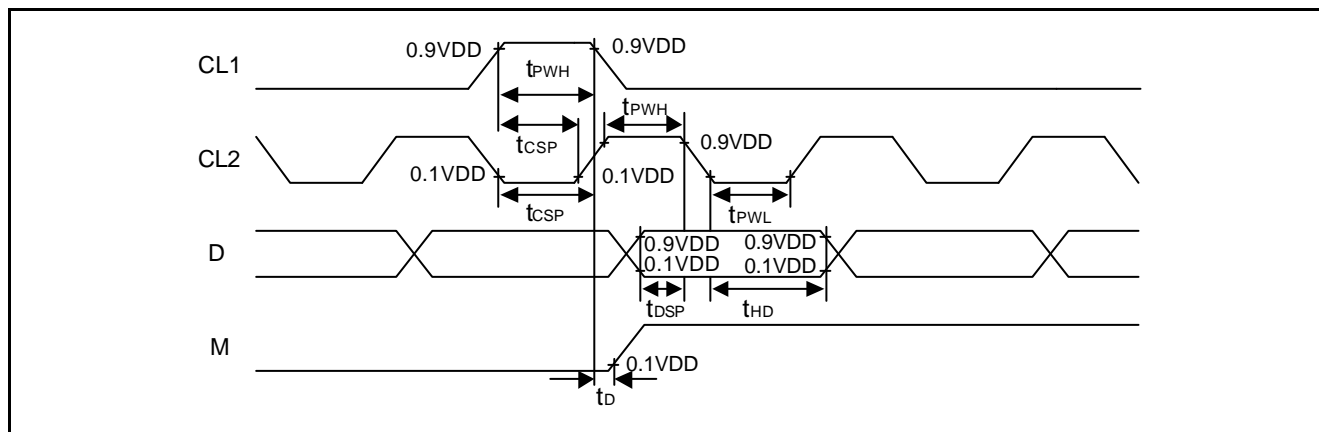 CL1
0.9VDD
0.9VDD
tPWH
tPWH
tCSP
CL2
0.9VDD
0.1VDD
0.1VDD
tCSP
tPWL
D
0.9VDD
0.9VDD
0.1VDD
0.1VDD
tDSP
tHD
M
0.1VDD
tD